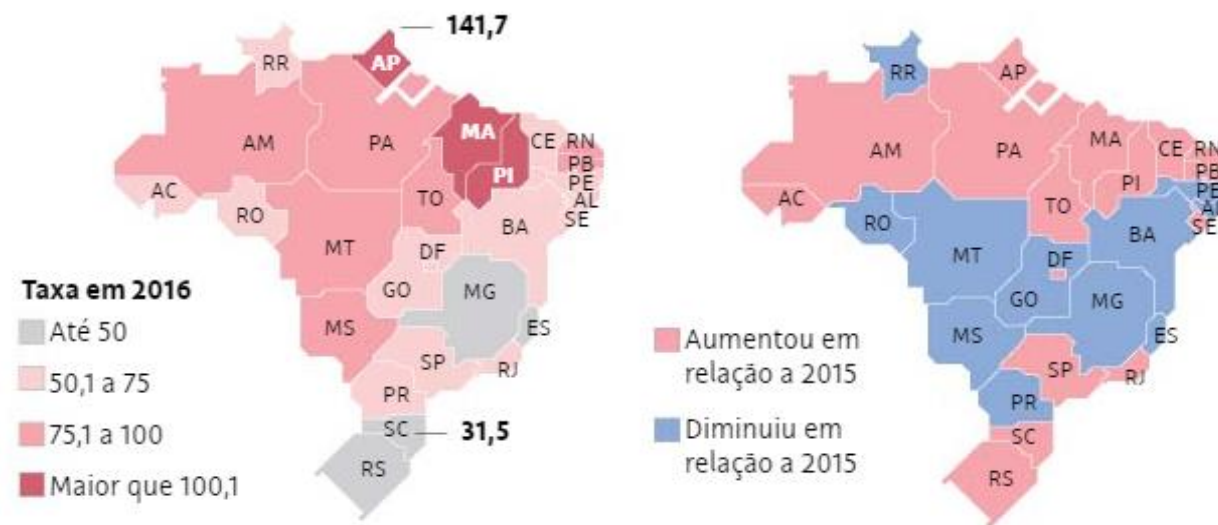 141,7
RR
AP
AM
PA
MA
CE
RN
PB
PI
PE
AC
TO
AL
RO
SE
BA
MT
DF
GO
MG
MS
ES
SP
RJ
PR
SC
31,5
RS
Taxa em 2016
Até 50
50,1 a 75
75,1 a 100
Maior que 100,1
RR
AP
AM
PA
MA
CE
RN
PB
PI
PE
AC
TO
AL
RO
SE
BA
MT
DF
GO
MG
MS
ES
SP
RJ
PR
SC
RS
Aumentou em
relação a 2015
Diminuiu em
relação a 2015